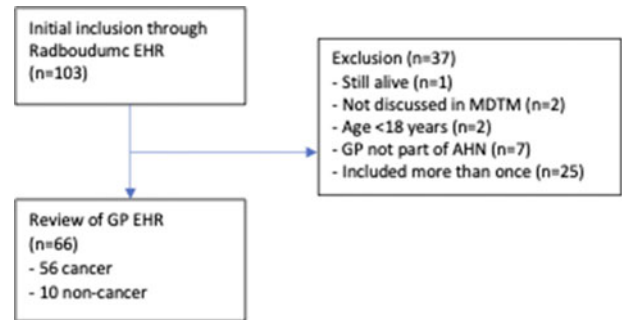 Initial inclusion through
Radboudumc EHR
(n=103)
Exclusion (n=37)
- Still alive (n=1)
- Not discussed in MDTM (n=2)
- Age <18 years (n=2)
- GP not part of AHN (n=7)
- Included more than once (n=25)
Review of GP EHR
(n=66)
- 56 cancer
- 10 non-cancer